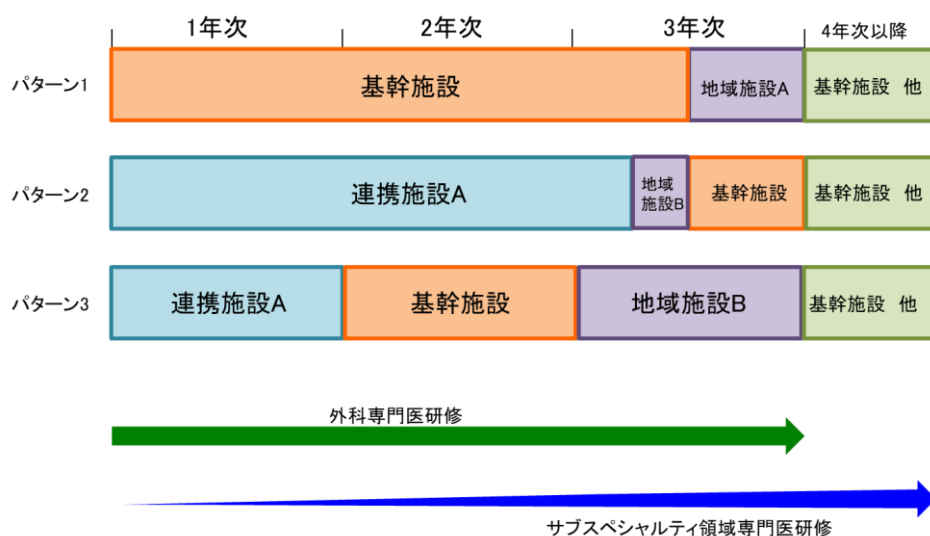 1年次 2年次 3年次 4年次以降
パターン1 基幹施設 地域施設A 基幹施設 他
パターン2 連携施設A 地域
施設B 基幹施設 基幹施設 他
パターン3 連携施設A 基幹施設 地域施設B 基幹施設 他
外科専門医研修
サブスペシャルティ領域専門医研修